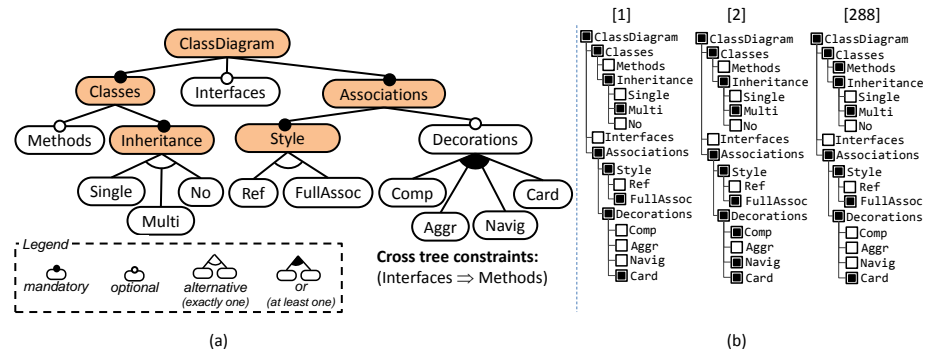 ClassDiagram
Classes
Interfaces
Associations
Methods
Inheritance
Style
Decorations
Single
No
Multi
Ref
FullAssoc
Comp
Card
Aggr
Navig
Legend
mandatory
optional
alternative
(exactly one)
or
(at least one)
Cross tree constraints:
(Interfaces ⇒ Methods)
(a)
[1]
ClassDiagram
Classes
Methods
Inheritance
Single
Multi
No
Interfaces
Associations
Style
Ref
FullAssoc
Decorations
Comp
Aggr
Navig
Card
[2]
ClassDiagram
Classes
Methods
Inheritance
Single
Multi
No
Interfaces
Associations
Style
Ref
FullAssoc
Decorations
Comp
Aggr
Navig
Card
[288]
ClassDiagram
Classes
Methods
Inheritance
Single
Multi
No
Interfaces
Associations
Style
Ref
FullAssoc
Decorations
Comp
Aggr
Navig
Card
(b)